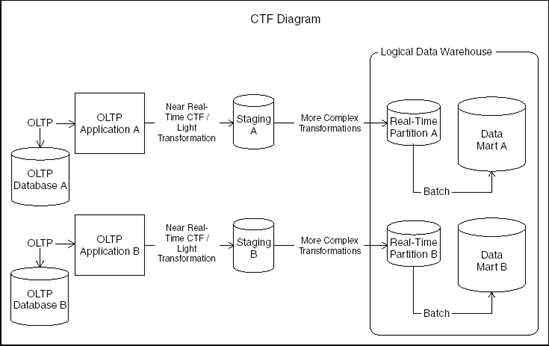 CTF Diagram
Logical Data Warehouse
OLTP
OLTP
Application A
Near Real-
Time CTF /
Light
Transformation
Staging
A
More Complex
Transformations
Real-Time
Partition A
Data
Mart A
OLTP
Database A
Batch
OLTP
OLTP
Application B
Near Real-
Time CTF /
Light
Transformation
Staging
B
More Complex
Transformations
Real-Time
Partition B
Data
Mart B
OLTP
Database B
Batch